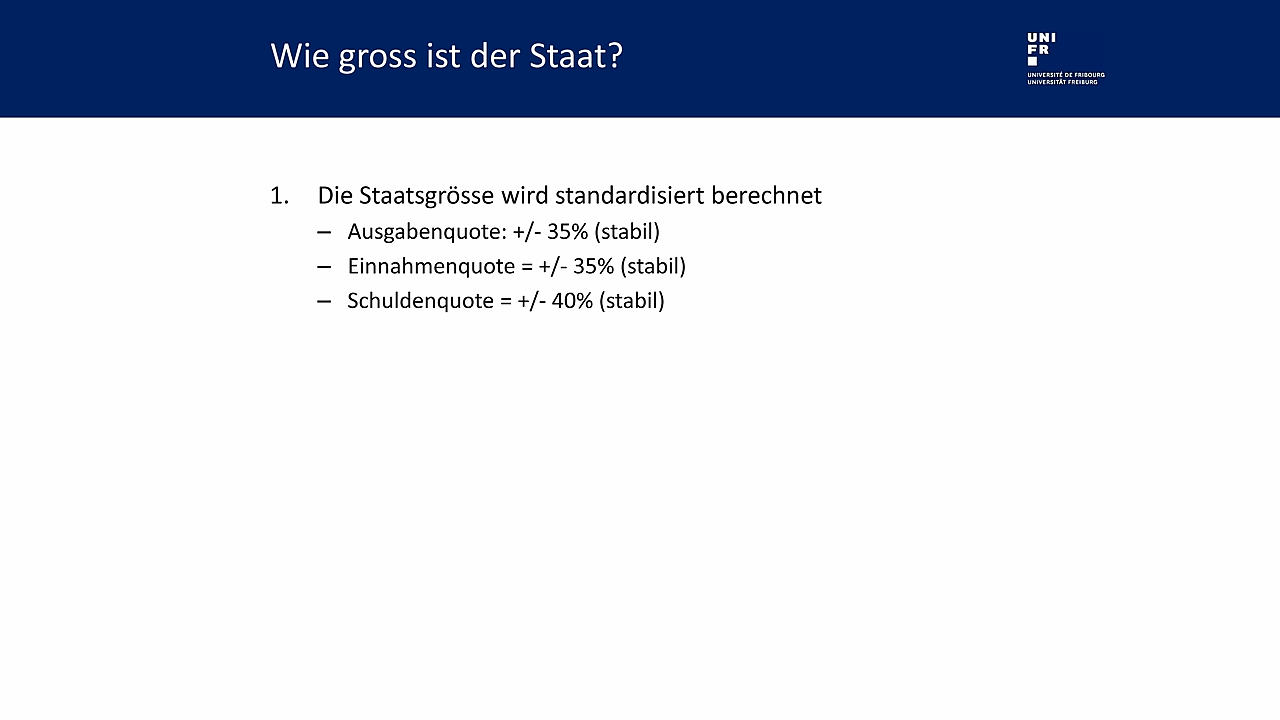 Wie gross ist der Staat?
UNI
FR
UNIVERSITÉ DE FRIBOURG
UNIVERSITÄT FREIBURG
1. Die Staatsgrösse wird standardisiert berechnet
– Ausgabenquote: +/- 35% (stabil)
– Einnahmenquote = +/- 35% (stabil)
– Schuldenquote = +/- 40% (stabil)